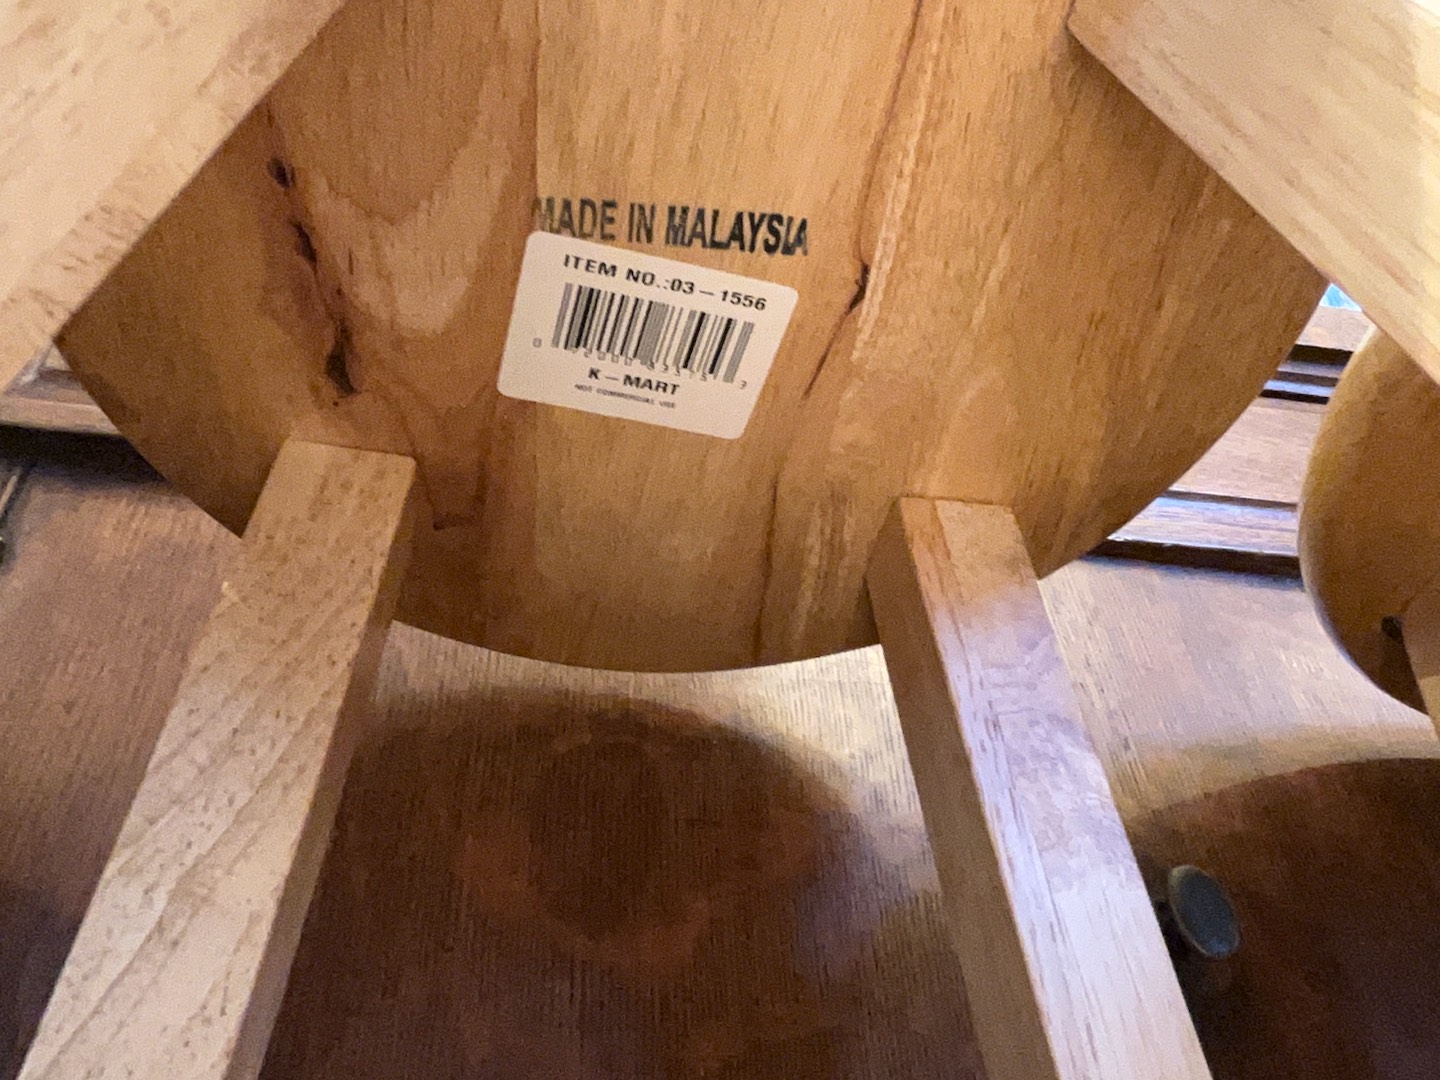 MADE IN MALAYSIA
ITEM NO.:03-1556
K-MART
NOT COMMERCIAL USE